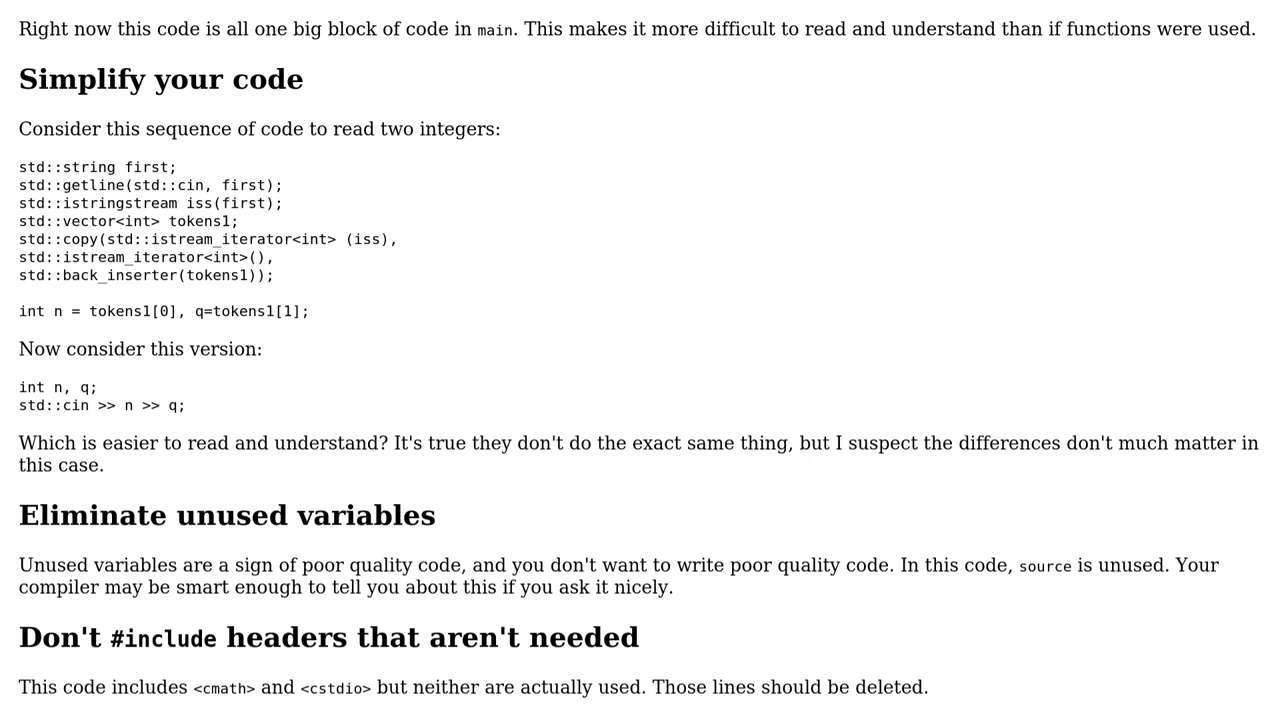 Right now this code is all one big block of code in main. This makes it more difficult to read and understand than if functions were used.
Simplify your code
Consider this sequence of code to read two integers:
std::string first;
std::getline(std::cin, first);
std::istringstream iss(first);
std::vector<int> tokens1;
std::copy(std::istream_iterator<int> (iss),
std::istream_iterator<int>(),
std::back_inserter(tokens1));
int n = tokens1[0], q=tokens1[1];
Now consider this version:
int n, q;
std::cin >> n >> q;
Which is easier to read and understand? It's true they don't do the exact same thing, but I suspect the differences don't much matter in
this case.
Eliminate unused variables
Unused variables are a sign of poor quality code, and you don't want to write poor quality code. In this code, source is unused. Your
compiler may be smart enough to tell you about this if you ask it nicely.
Don't #include headers that aren't needed
This code includes <cmath> and <cstdio> but neither are actually used. Those lines should be deleted.